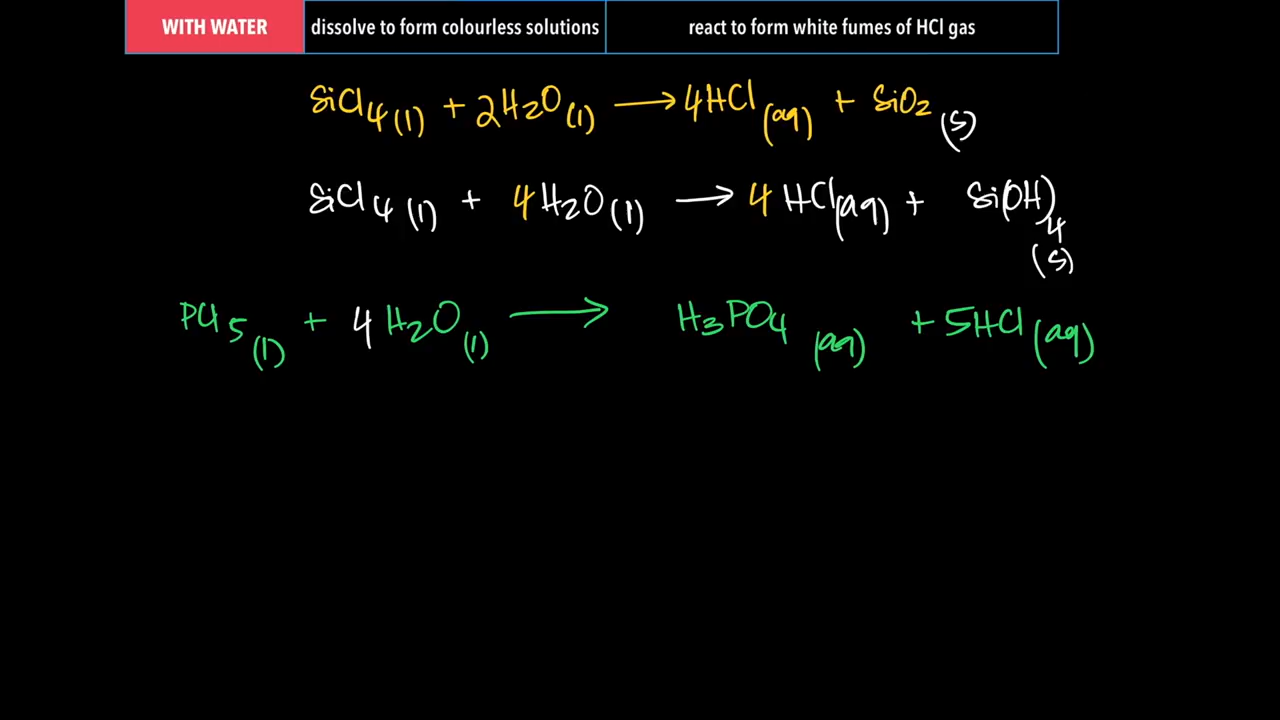 WITH WATER dissolve to form colourless solutions react to form white fumes of HCl gas
SiCl4(l) + 2H2O(l) → 4HCl(aq) + SiO2(s)
SiCl4(l) + 4H2O(l) → 4HCl(aq) + Si(OH)4(s)
PCl5(l) + 4H2O(l) → H3PO4(aq) + 5HCl(aq)